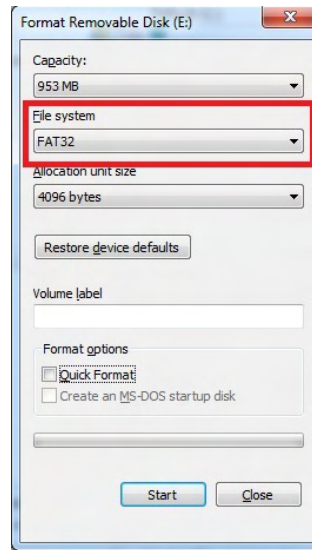 Format Removable Disk (E:)
Capacity:
953 MB
File system
FAT32
Allocation unit size
4096 bytes
Restore device defaults
Volume label
Format options
Quick Format
Create an MS-DOS startup disk
Start
Close